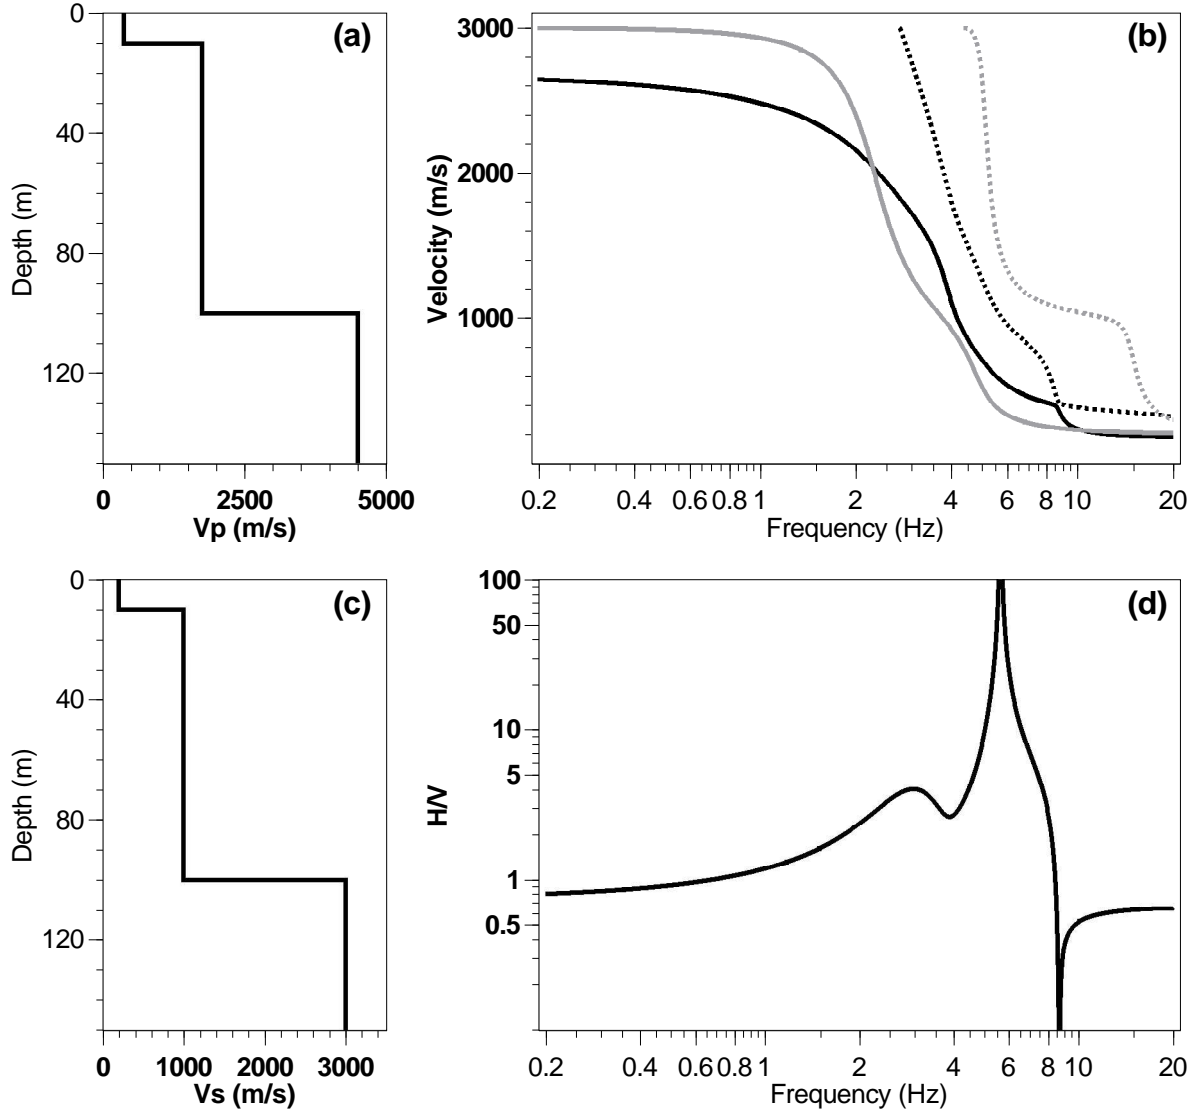 (a)
0
40
80
120
Depth (m)
0 2500 5000
Vp (m/s)
(b)
3000
2000
1000
Velocity (m/s)
0.2 0.4 0.6 0.8 1 2 4 6 8 10 20
Frequency (Hz)
(c)
0
40
80
120
Depth (m)
0 1000 2000 3000
Vs (m/s)
(d)
100
50
10
5
1
0.5
H/V
0.2 0.4 0.6 0.8 1 2 4 6 8 10 20
Frequency (Hz)